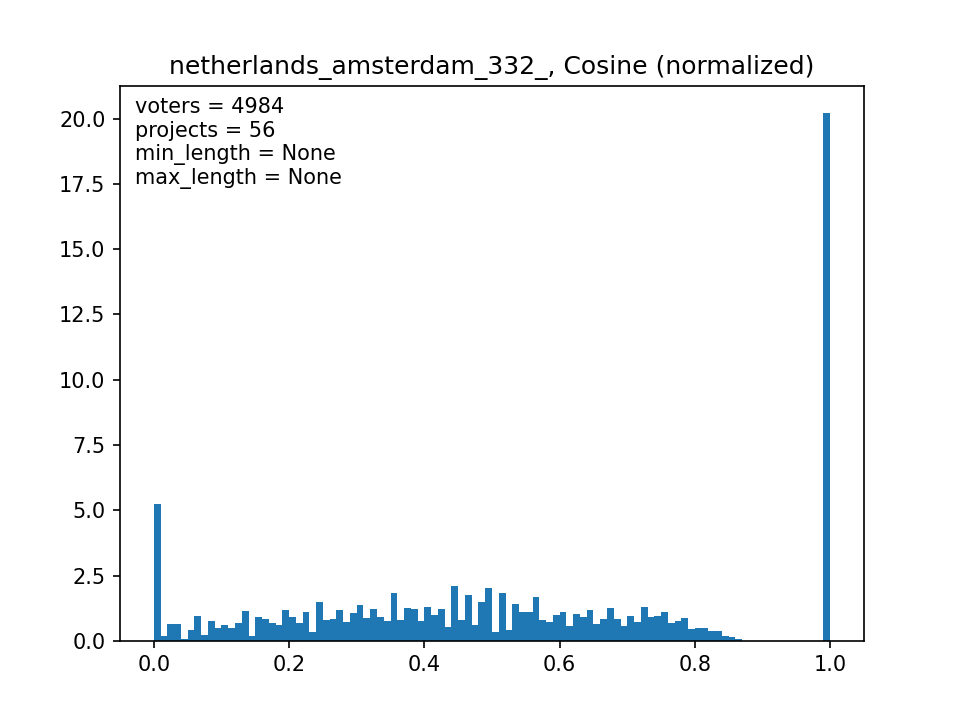 netherlands_amsterdam_332_, Cosine (normalized)
voters = 4984
projects = 56
min_length = None
max_length = None
20.0
17.5
15.0
12.5
10.0
7.5
5.0
2.5
0.0
0.0 0.2 0.4 0.6 0.8 1.0